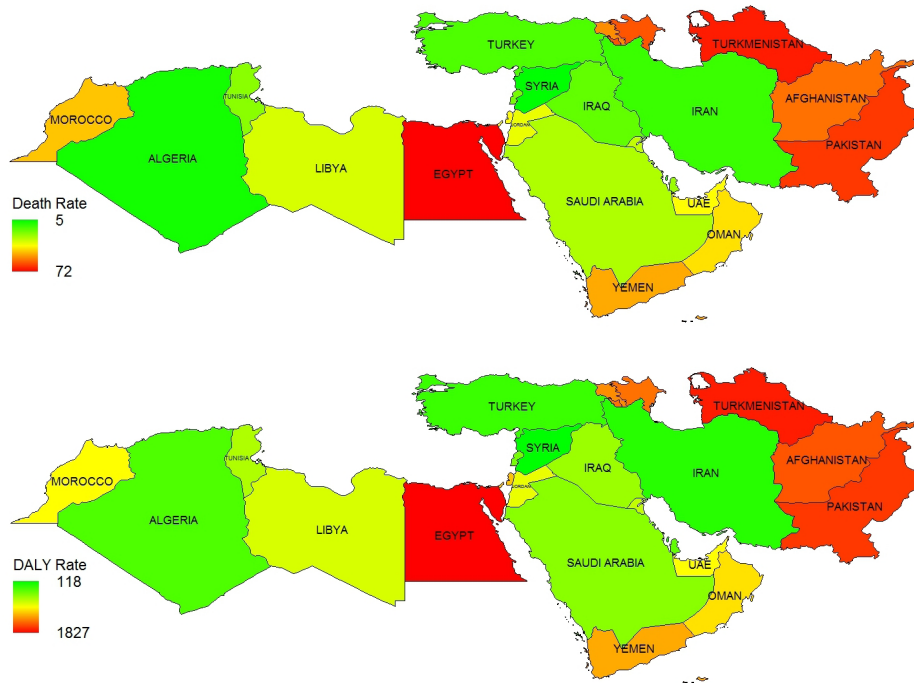 TURKEY
TURKMENISTAN
SYRIA
AFGHANISTAN
TUNISIA
IRAQ
MOROCCO
IRAN
JORDAN
PAKISTAN
ALGERIA
LIBYA
EGYPT
SAUDI ARABIA
UAE
Death Rate
5
OMAN
72
YEMEN
TURKEY
TURKMENISTAN
SYRIA
AFGHANISTAN
TUNISIA
IRAQ
MOROCCO
IRAN
JORDAN
PAKISTAN
ALGERIA
LIBYA
EGYPT
SAUDI ARABIA
UAE
DALY Rate
118
OMAN
1827
YEMEN